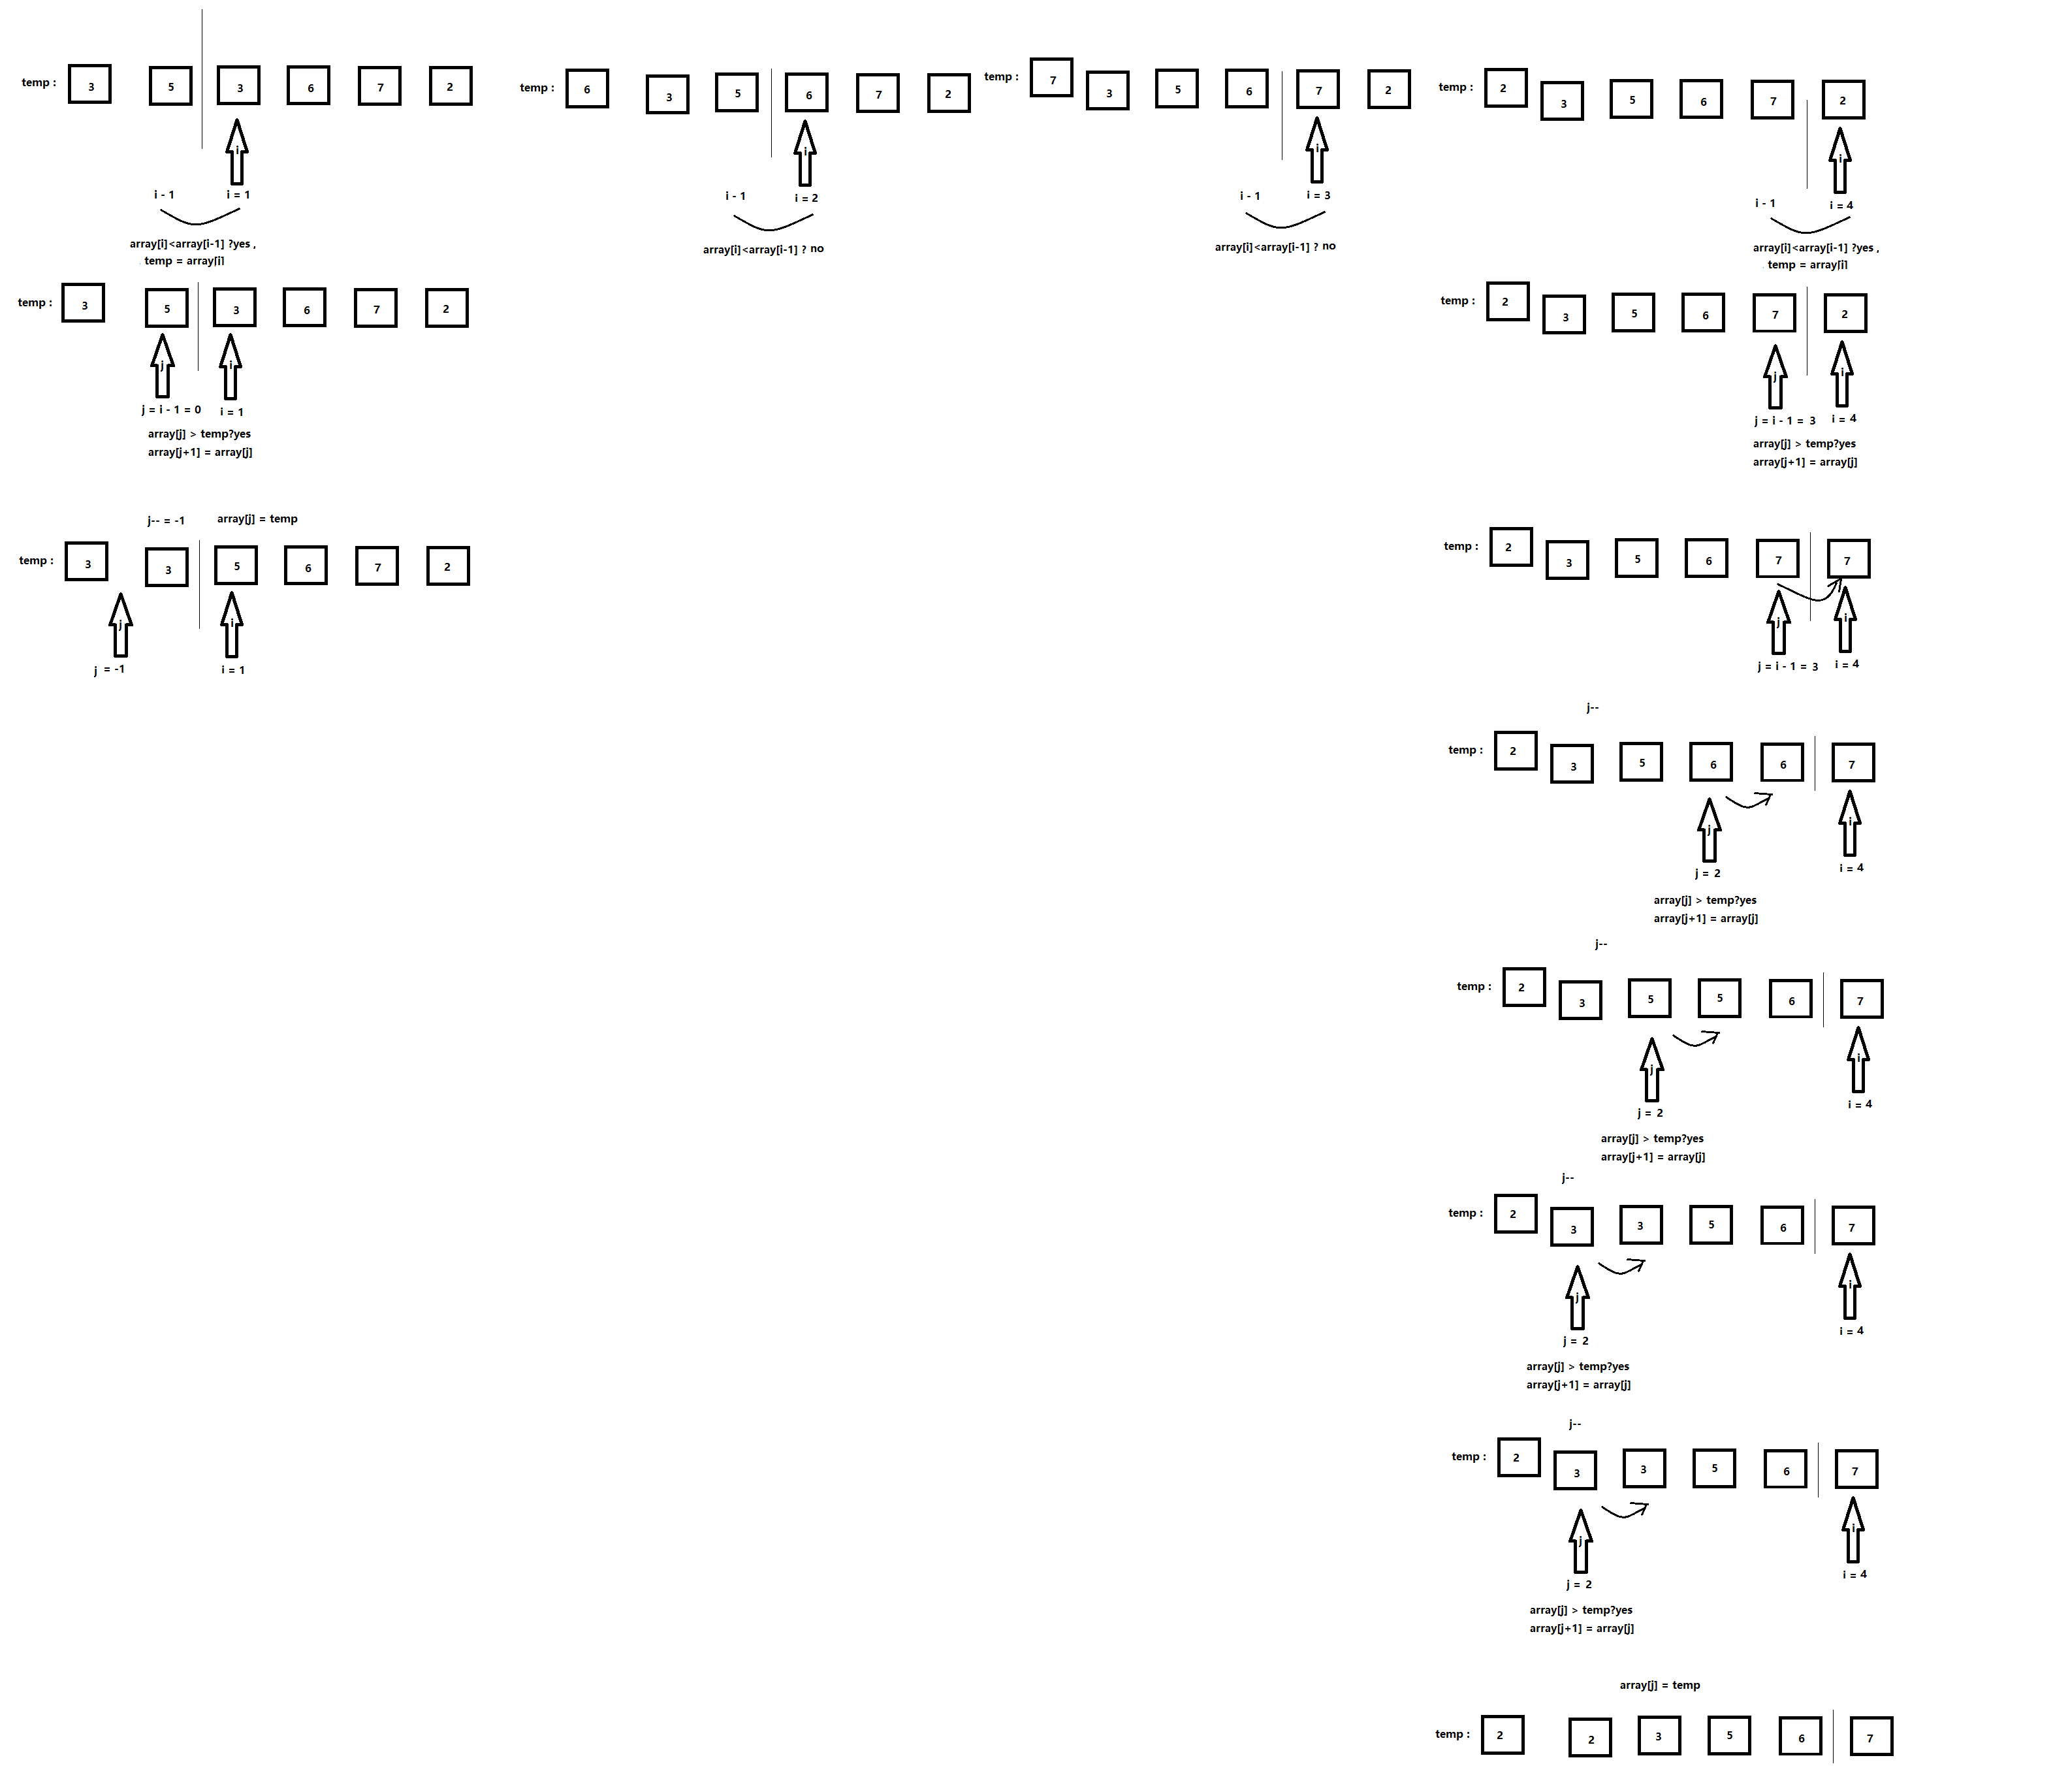 temp : 3 5 3 6 7 2
i
i - 1 i = 1
array[i]<array[i-1] ?yes ,
temp = array[i]
temp : 3 5 3 6 7 2
j i
j = i - 1 = 0 i = 1
array[j] > temp?yes
array[j+1] = array[j]
j-- = -1 array[j] = temp
temp : 3 3 5 6 7 2
j i
j = -1 i = 1
temp : 6 3 5 6 7 2
i
i - 1 i = 2
array[i]<array[i-1] ? no
temp : 7 3 5 6 7 2
i
i - 1 i = 3
array[i]<array[i-1] ? no
temp : 2 3 5 6 7 2
i
i - 1 i = 4
array[i]<array[i-1] ?yes ,
temp = array[i]
temp : 2 3 5 6 7 2
j i
j = i - 1 = 3 i = 4
array[j] > temp?yes
array[j+1] = array[j]
temp : 2 3 5 6 7 7
j i
j = i - 1 = 3 i = 4
j--
temp : 2 3 5 6 6 7
j i
j = 2 i = 4
array[j] > temp?yes
array[j+1] = array[j]
j--
temp : 2 3 5 5 6 7
j i
j = 2 i = 4
array[j] > temp?yes
array[j+1] = array[j]
j--
temp : 2 3 3 5 6 7
j i
j = 2 i = 4
array[j] > temp?yes
array[j+1] = array[j]
j--
temp : 2 3 3 5 6 7
j i
j = 2 i = 4
array[j] > temp?yes
array[j+1] = array[j]
array[j] = temp
temp : 2 2 3 5 6 7